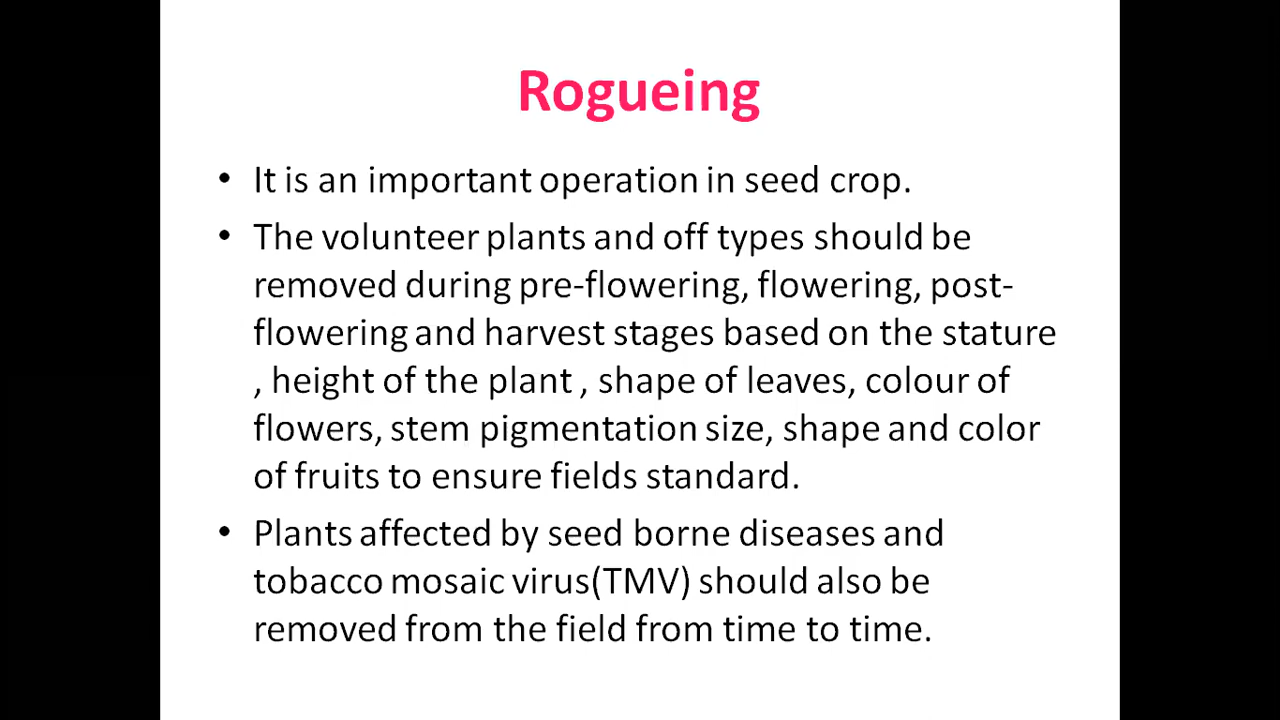 Rogueing
• It is an important operation in seed crop.
• The volunteer plants and off types should be
removed during pre-flowering, flowering, post-
flowering and harvest stages based on the stature
, height of the plant , shape of leaves, colour of
flowers, stem pigmentation size, shape and color
of fruits to ensure fields standard.
• Plants affected by seed borne diseases and
tobacco mosaic virus(TMV) should also be
removed from the field from time to time.